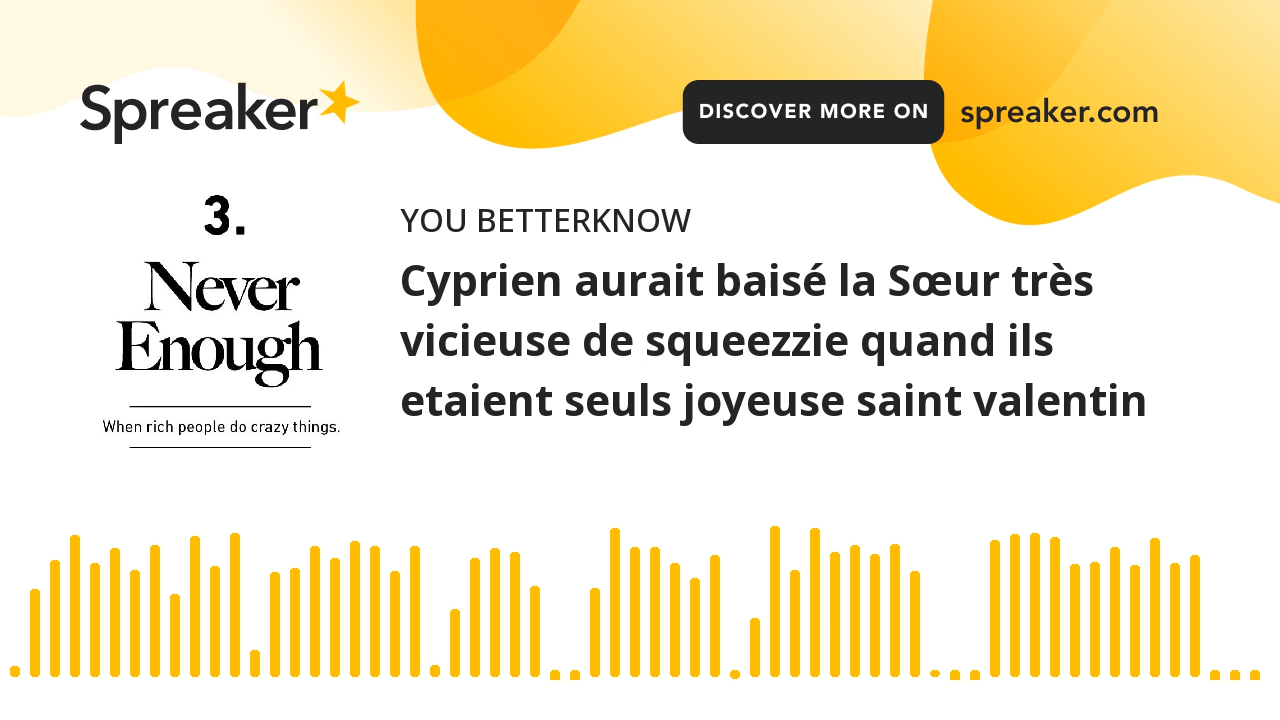 Spreaker
DISCOVER MORE ON spreaker.com
3.
Never
Enough
When rich people do crazy things.
YOU BETTERKNOW
Cyprien aurait baisé la Sœur très
vicieuse de squeezzie quand ils
etaient seuls joyeuse saint valentin